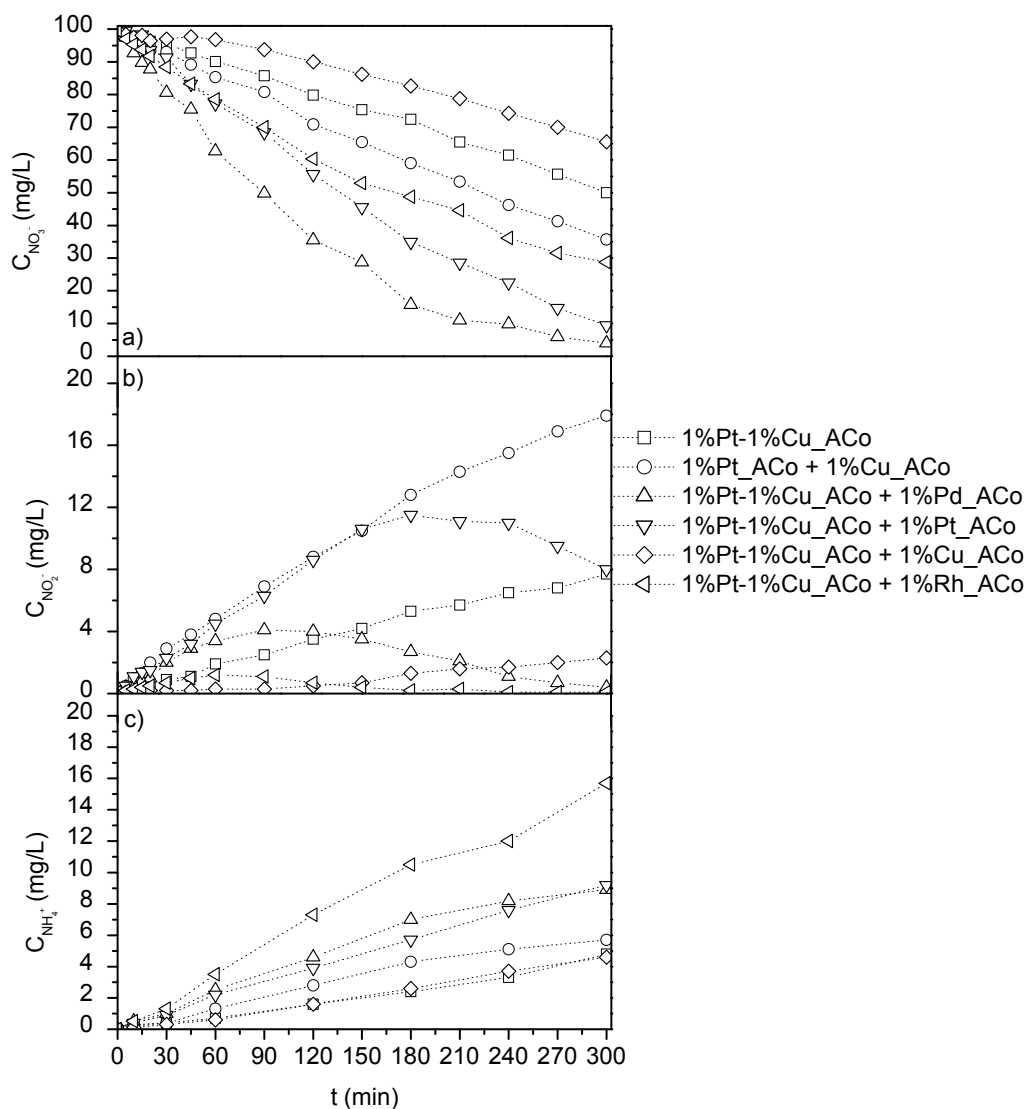 100
90
80
70
60
50
40
30
20
10
0
C_NO₃⁻ (mg/L)
a)
20
16
12
8
4
0
C_NO₂⁻ (mg/L)
b)
1%Pt-1%Cu_ACo
1%Pt_ACo + 1%Cu_ACo
1%Pt-1%Cu_ACo + 1%Pd_ACo
1%Pt-1%Cu_ACo + 1%Pt_ACo
1%Pt-1%Cu_ACo + 1%Cu_ACo
1%Pt-1%Cu_ACo + 1%Rh_ACo
20
18
16
14
12
10
8
6
4
2
0
C_NH₄⁺ (mg/L)
c)
0 30 60 90 120 150 180 210 240 270 300
t (min)